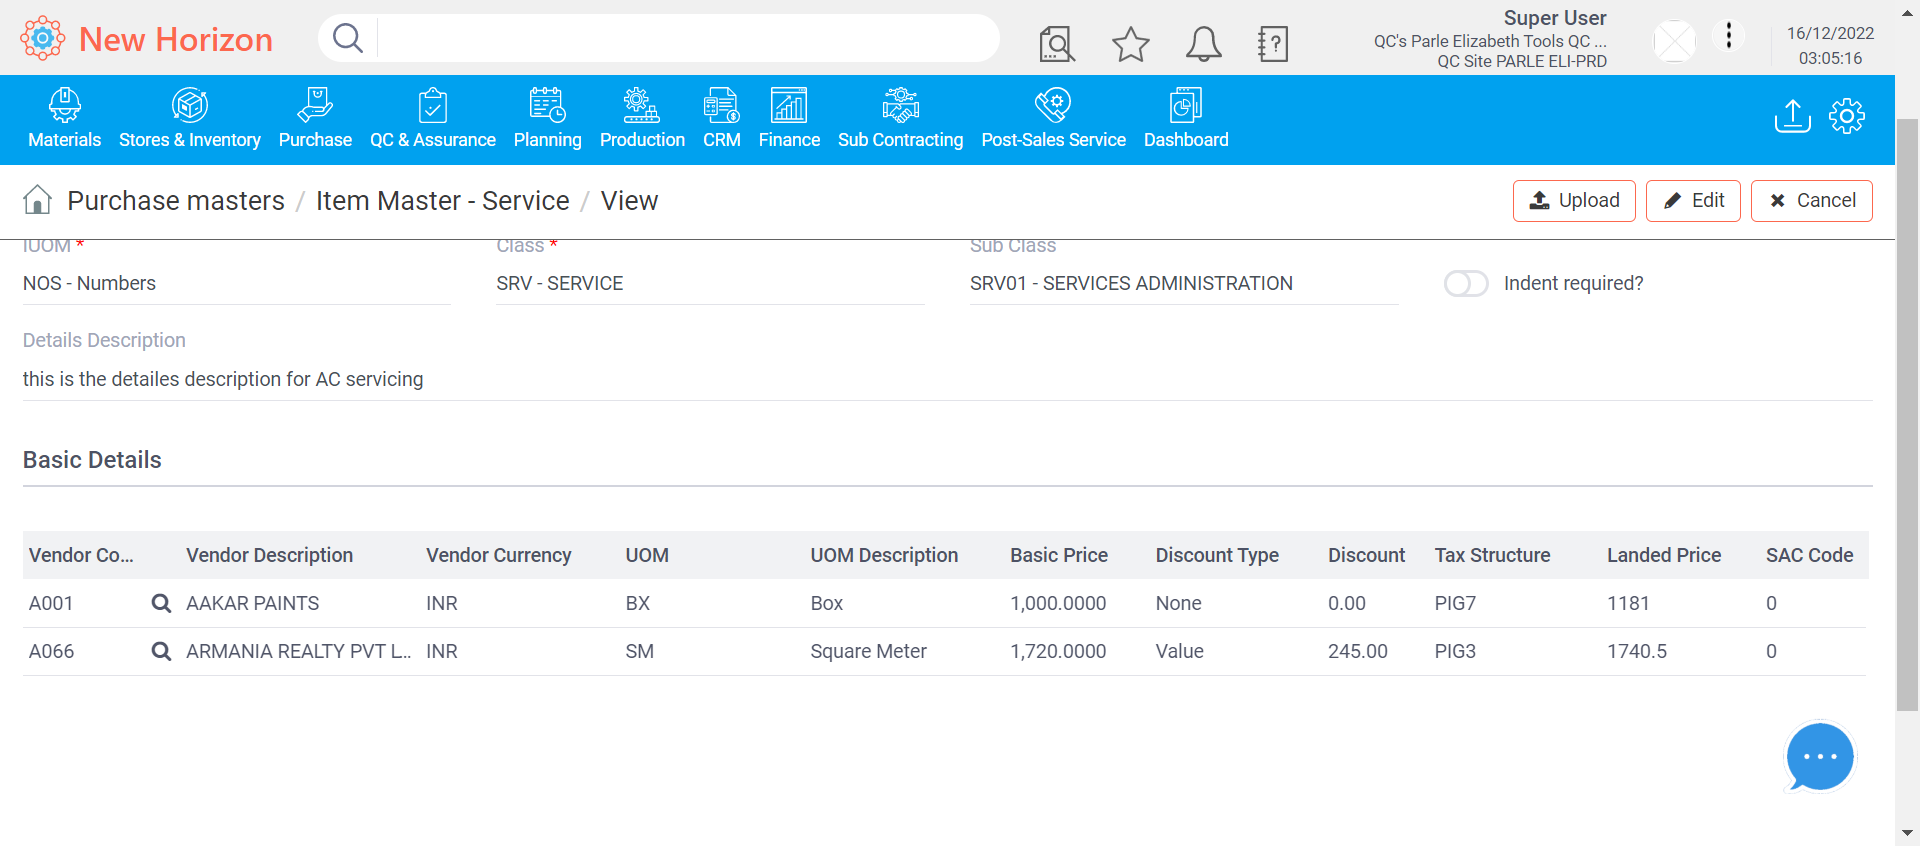 New Horizon
Super User
QC's Parle Elizabeth Tools QC ...
QC Site PARLE ELI-PRD
16/12/2022
03:05:16
Materials Stores & Inventory Purchase QC & Assurance Planning Production CRM Finance Sub Contracting Post-Sales Service Dashboard
Purchase masters / Item Master - Service / View
Upload Edit Cancel
IUOM * Class * Sub Class
NOS - Numbers SRV - SERVICE SRV01 - SERVICES ADMINISTRATION Indent required?
Details Description
this is the detailes description for AC servicing
Basic Details
Vendor Co... Vendor Description Vendor Currency UOM UOM Description Basic Price Discount Type Discount Tax Structure Landed Price SAC Code
A001 AAKAR PAINTS INR BX Box 1,000.0000 None 0.00 PIG7 1181 0
A066 ARMANIA REALTY PVT L... INR SM Square Meter 1,720.0000 Value 245.00 PIG3 1740.5 0